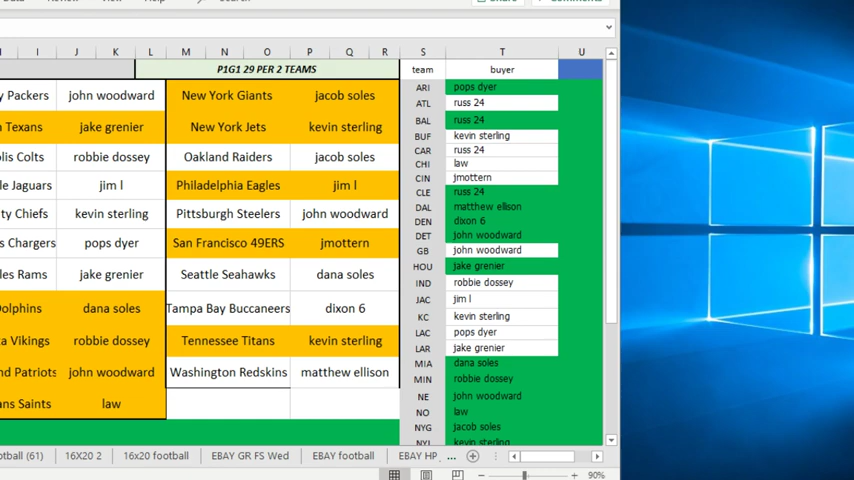 P1G1 29 PER 2 TEAMS
H I J K L M N O P Q R S T U
team buyer
Packers john woodward New York Giants jacob soles
Texans jake grenier New York Jets kevin sterling
Colts robbie dossey Oakland Raiders jacob soles
Jaguars jim l Philadelphia Eagles jim l
Chiefs kevin sterling Pittsburgh Steelers john woodward
Chargers pops dyer San Francisco 49ERS jmottern
Rams jake grenier Seattle Seahawks dana soles
Dolphins dana soles Tampa Bay Buccaneers dixon 6
Vikings robbie dossey Tennessee Titans kevin sterling
Patriots john woodward Washington Redskins matthew ellison
Saints law
ARI pops dyer
ATL russ 24
BAL russ 24
BUF kevin sterling
CAR russ 24
CHI law
CIN jmottern
CLE russ 24
DAL matthew ellison
DEN dixon 6
DET john woodward
GB john woodward
HOU jake grenier
IND robbie dossey
JAC jim l
KC kevin sterling
LAC pops dyer
LAR jake grenier
MIA dana soles
MIN robbie dossey
NE john woodward
NO law
NYG jacob soles
NYJ kevin sterling
(61) 16X20 2 16x20 football EBAY GR FS Wed EBAY football EBAY HP ...
90%